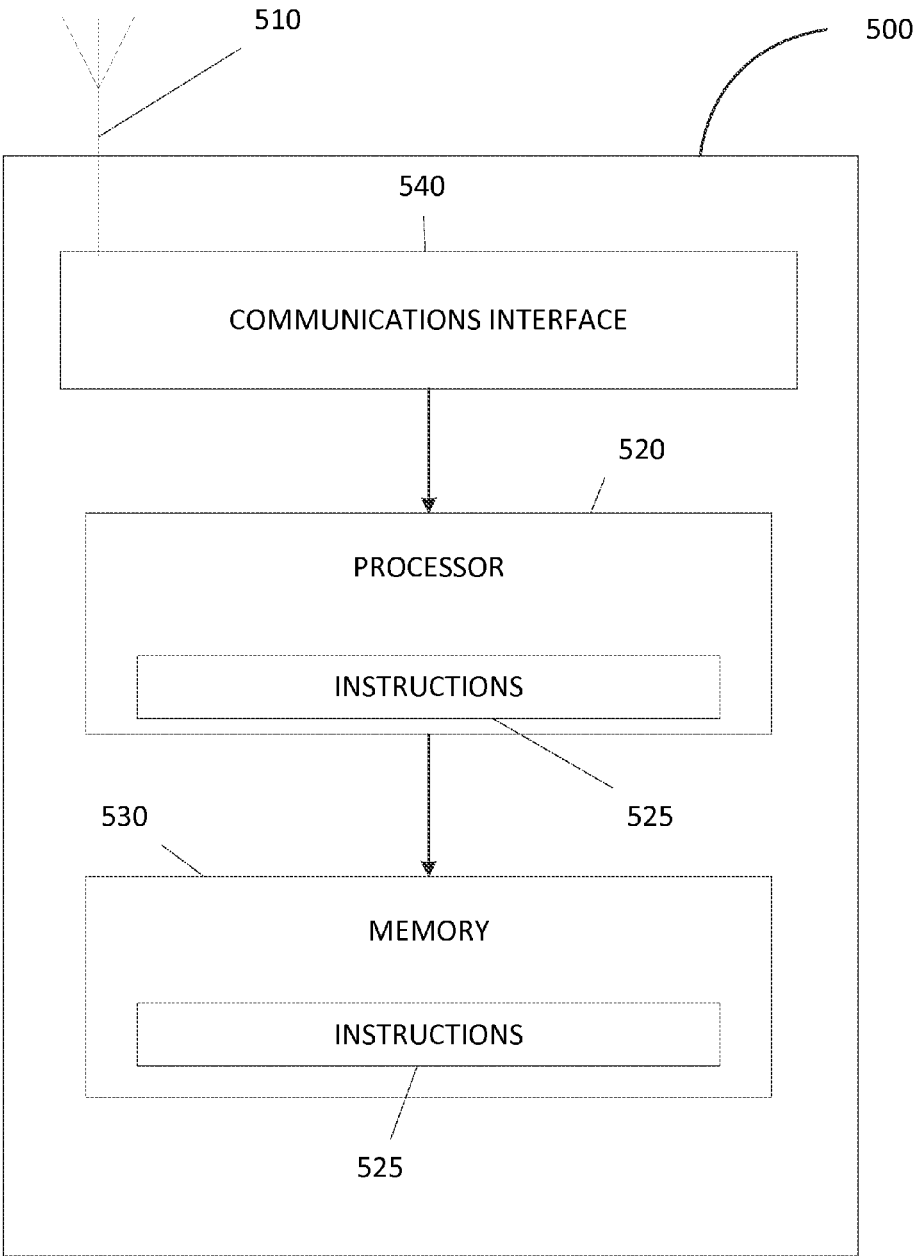 510
500
540
COMMUNICATIONS INTERFACE
520
PROCESSOR
INSTRUCTIONS
530
525
MEMORY
INSTRUCTIONS
525